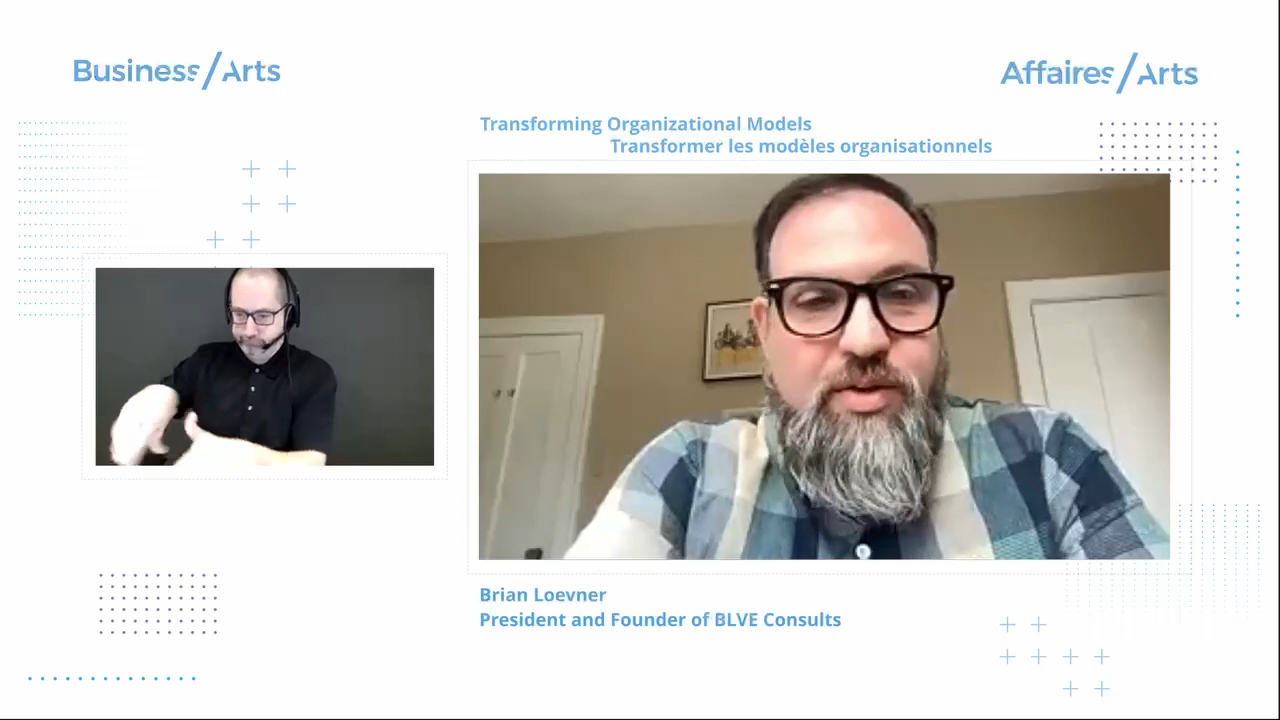 Business/Arts
Affaires/Arts
Transforming Organizational Models
Transformer les modèles organisationnels
Brian Loevner
President and Founder of BLVE Consults